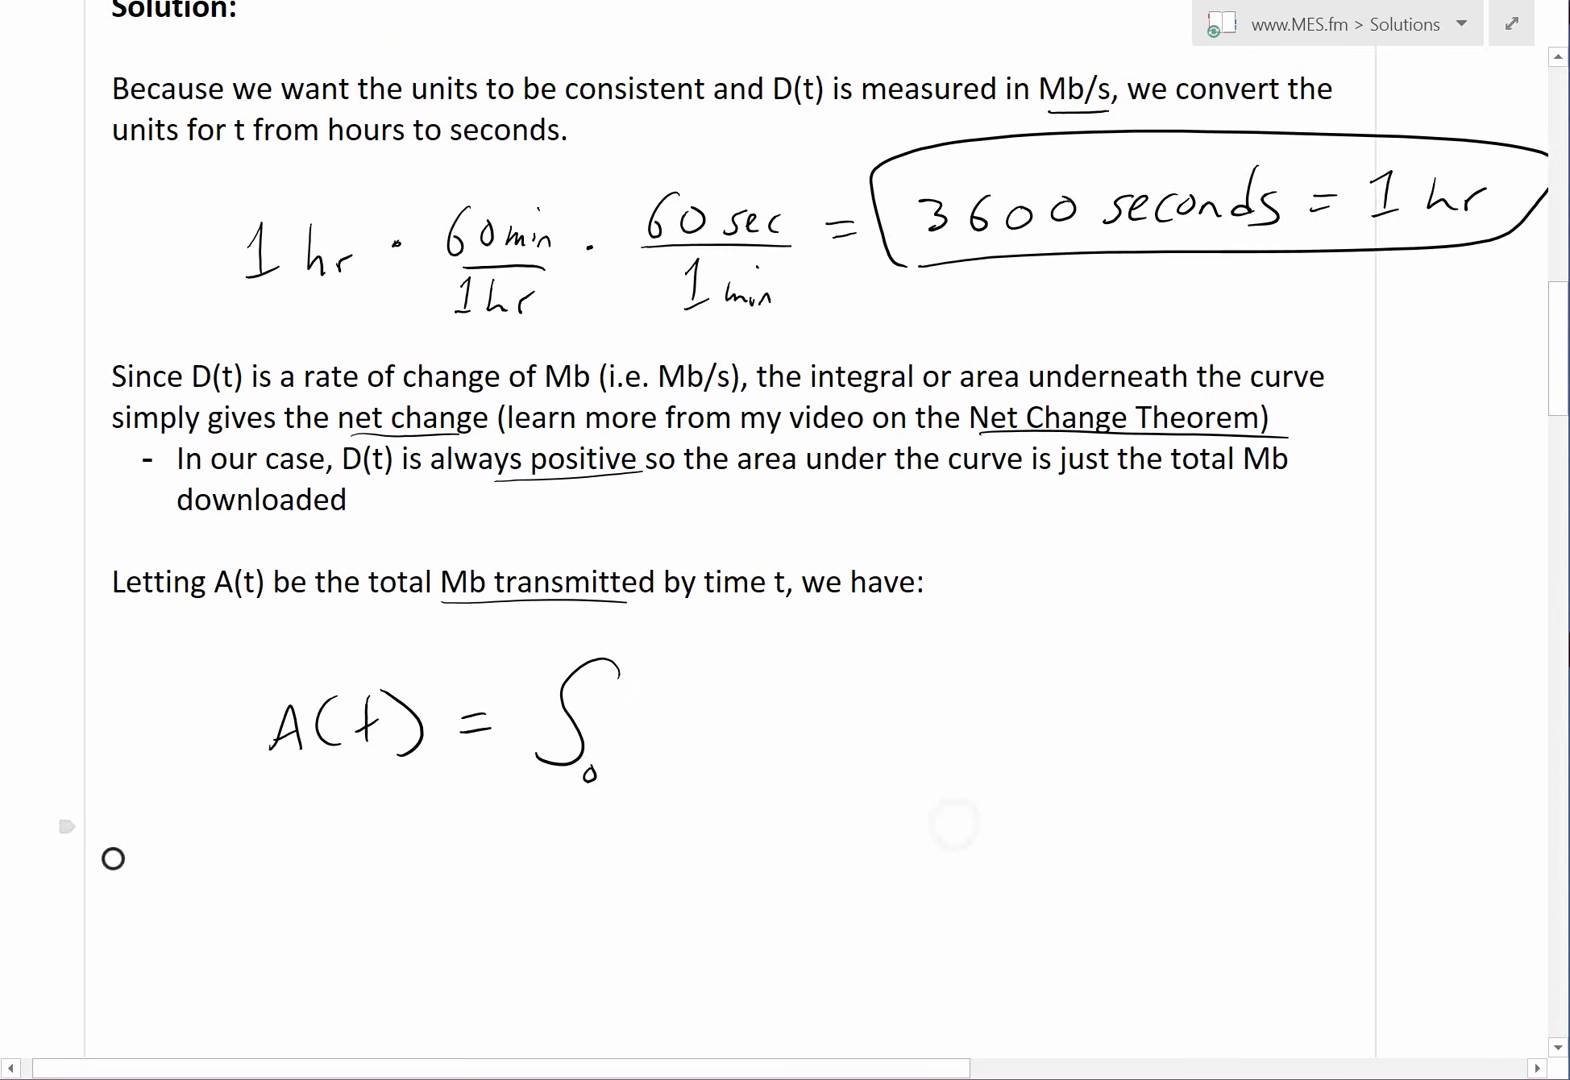 Solution:
www.MES.fm > Solutions
Because we want the units to be consistent and D(t) is measured in Mb/s, we convert the
units for t from hours to seconds.
1 hr · 60 min / 1 hr · 60 sec / 1 min = 3600 seconds = 1 hr
Since D(t) is a rate of change of Mb (i.e. Mb/s), the integral or area underneath the curve
simply gives the net change (learn more from my video on the Net Change Theorem)
- In our case, D(t) is always positive so the area under the curve is just the total Mb
downloaded
Letting A(t) be the total Mb transmitted by time t, we have:
A(t) = ∫₀